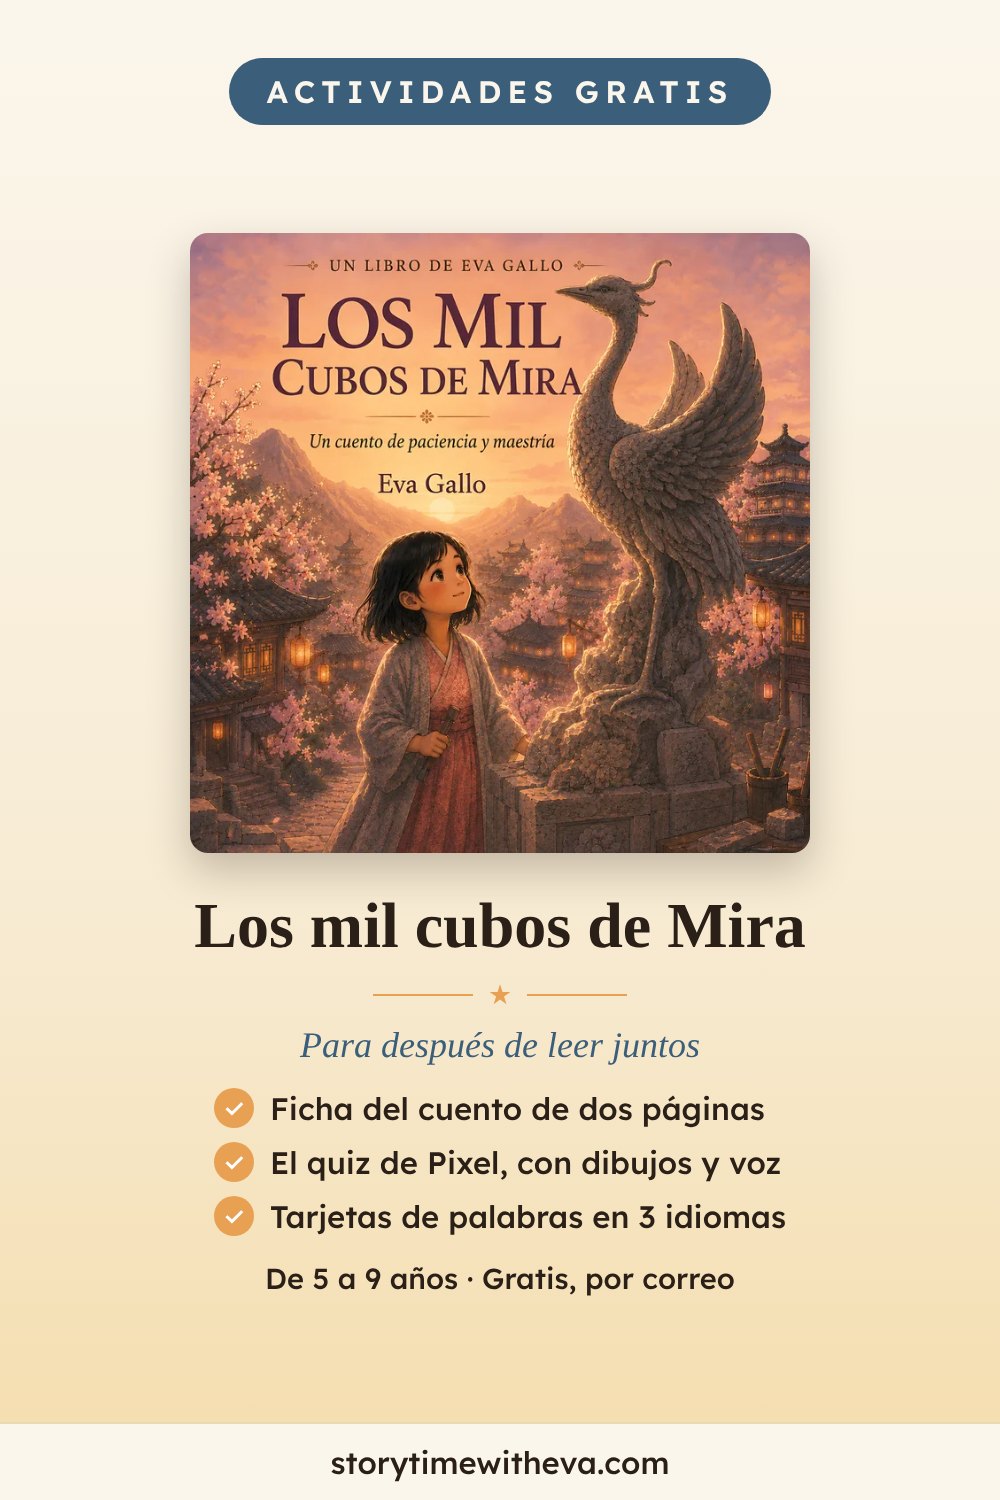 ACTIVIDADES GRATIS
UN LIBRO DE EVA GALLO
LOS MIL
CUBOS DE MIRA
Un cuento de paciencia y maestría
Eva Gallo
Los mil cubos de Mira
Para después de leer juntos
Ficha del cuento de dos páginas
El quiz de Pixel, con dibujos y voz
Tarjetas de palabras en 3 idiomas
De 5 a 9 años · Gratis, por correo
storytimewitheva.com